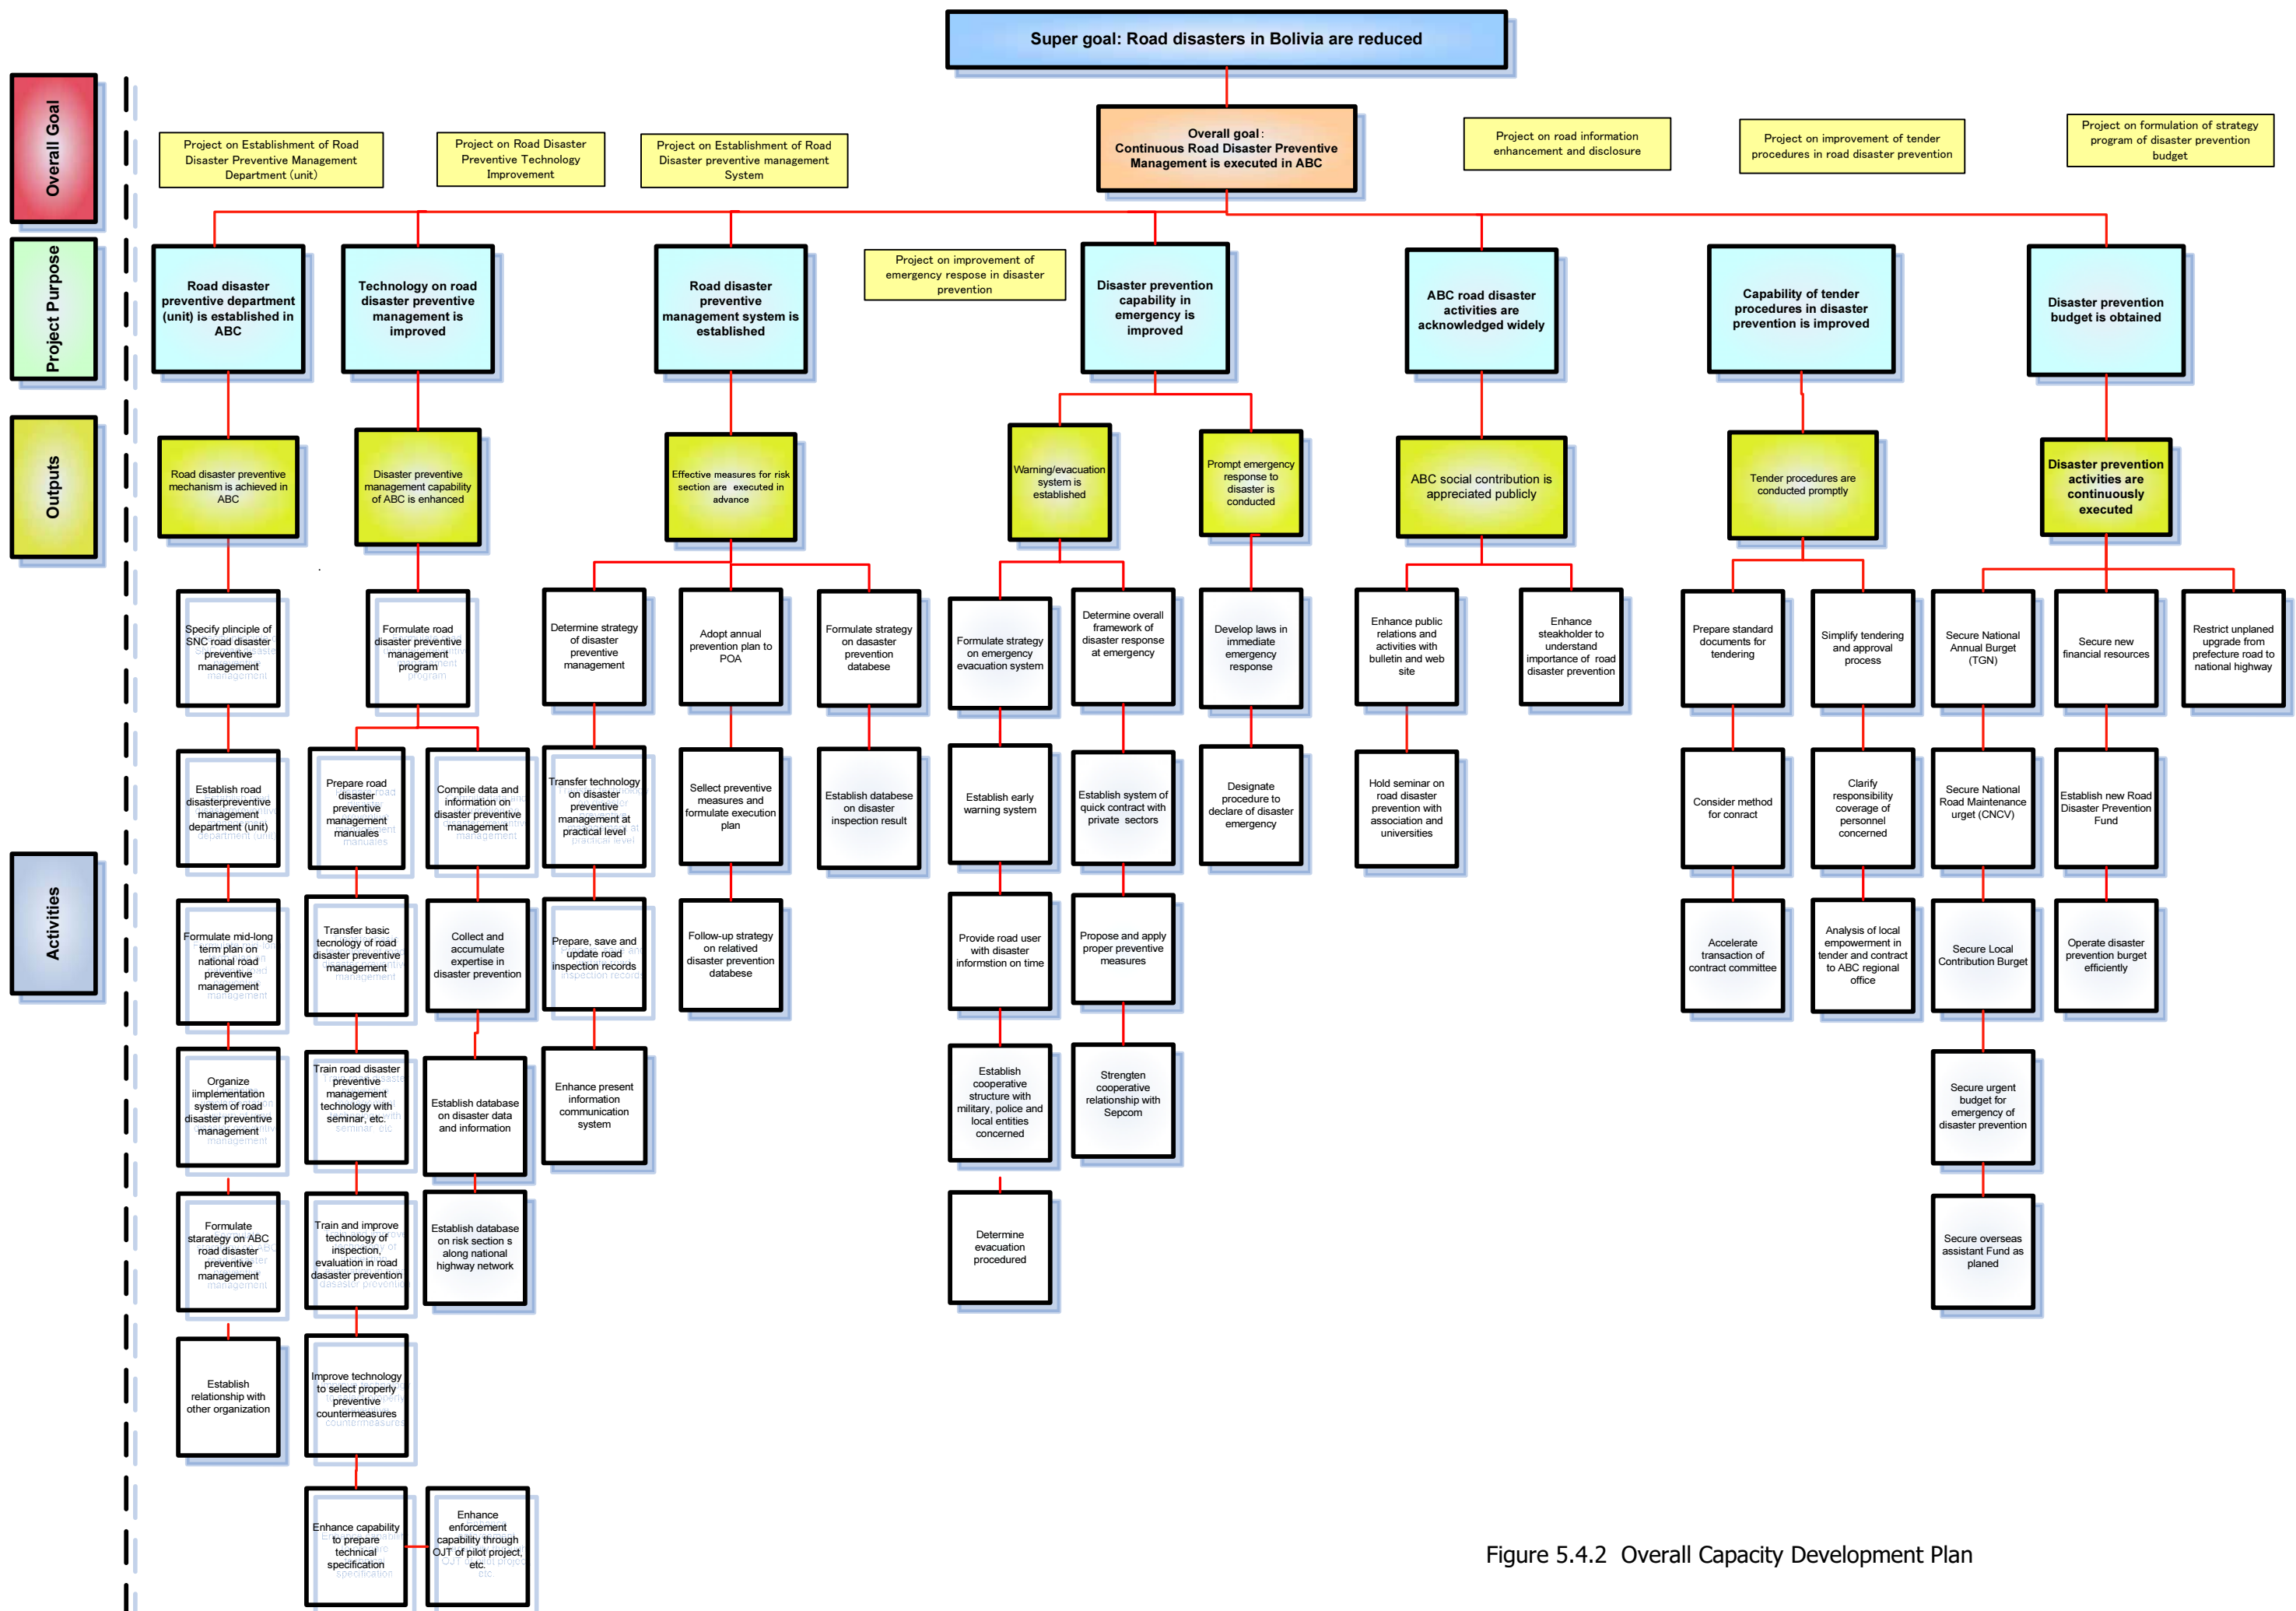 Super goal: Road disasters in Bolivia are reduced
Overall Goal
Project on Establishment of Road
Disaster Preventive Management
Department (unit)
Project on Road Disaster
Preventive Technology
Improvement
Project on Establishment of Road
Disaster preventive management
System
Overall goal:
Continuous Road Disaster Preventive
Management is executed in ABC
Project on road information
enhancement and disclosure
Project on improvement of tender
procedures in road disaster prevention
Project on formulation of strategy
program of disaster prevention
budget
Project Purpose
Road disaster
preventive department
(unit) is established in
ABC
Technology on road
disaster preventive
management is
improved
Road disaster
preventive
management system is
established
Project on improvement of
emergency respose in disaster
prevention
Disaster prevention
capability in
emergency is
improved
ABC road disaster
activities are
acknowledged widely
Capability of tender
procedures in disaster
prevention is improved
Disaster prevention
budget is obtained
Outputs
Road disaster preventive
mechanism is achieved in
ABC
Disaster preventive
management capability
of ABC is enhanced
Effective measures for risk
section are executed in
advance
Warning/evacuation
system is
established
Prompt emergency
response to
disaster is
conducted
ABC social contribution is
appreciated publicly
Tender procedures are
conducted promptly
Disaster prevention
activities are
continuously
executed
Activities
Specify plinciple of
SNC road disaster
preventive
management
Formulate road
disaster preventive
management
program
Determine strategy
of disaster
preventive
management
Adopt annual
prevention plan to
POA
Formulate strategy
on dasaster
prevention
databese
Formulate strategy
on emergency
evacuation system
Determine overall
framework of
disaster response
at emergency
Develop laws in
immediate
emergency
response
Enhance public
relations and
activities with
bulletin and web
site
Enhance
steakholder to
understand
importance of road
disaster prevention
Prepare standard
documents for
tendering
Simplify tendering
and approval
process
Secure National
Annual Burget
(TGN)
Secure new
financial resources
Restrict unplaned
upgrade from
prefecture road to
national highway
Establish road
disasterpreventive
management
department (unit)
Prepare road
disaster
preventive
management
manuales
Compile data and
information on
disaster preventive
management
Transfer technology
on disaster
preventive
management at
practical level
Sellect preventive
measures and
formulate execution
plan
Establish databese
on disaster
inspection result
Establish early
warning system
Establish system of
quick contract with
private sectors
Designate
procedure to
declare of disaster
emergency
Hold seminar on
road disaster
prevention with
association and
universities
Consider method
for conract
Clarify
responsibility
coverage of
personnel
concerned
Secure National
Road Maintenance
urget (CNCV)
Establish new Road
Disaster Prevention
Fund
Formulate mid-long
term plan on
national road
preventive
management
Transfer basic
tecnology of road
disaster preventive
management
Collect and
accumulate
expertise in
disaster prevention
Prepare, save and
update road
inspection records
Follow-up strategy
on relatived
disaster prevention
databese
Provide road user
with disaster
informstion on time
Propose and apply
proper preventive
measures
Accelerate
transaction of
contract committee
Analysis of local
empowerment in
tender and contract
to ABC regional
office
Secure Local
Contribution Burget
Operate disaster
prevention burget
efficiently
Organize
iimplementation
system of road
disaster preventive
management
Train road disaster
preventive
management
technology with
seminar, etc.
Establish database
on disaster data
and information
Enhance present
information
communication
system
Establish
cooperative
structure with
military, police and
local entities
concerned
Strengten
cooperative
relationship with
Sepcom
Secure urgent
budget for
emergency of
disaster prevention
Formulate
starategy on ABC
road disaster
preventive
management
Train and improve
technology of
inspection,
evaluation in road
dasaster prevention
Establish database
on risk section s
along national
highway network
Determine
evacuation
procedured
Secure overseas
assistant Fund as
planed
Establish
relationship with
other organization
Improve technology
to select properly
preventive
countermeasures
Enhance capability
to prepare
technical
specification
Enhance
enforcement
capability through
OJT of pilot project,
etc.
Figure 5.4.2 Overall Capacity Development Plan